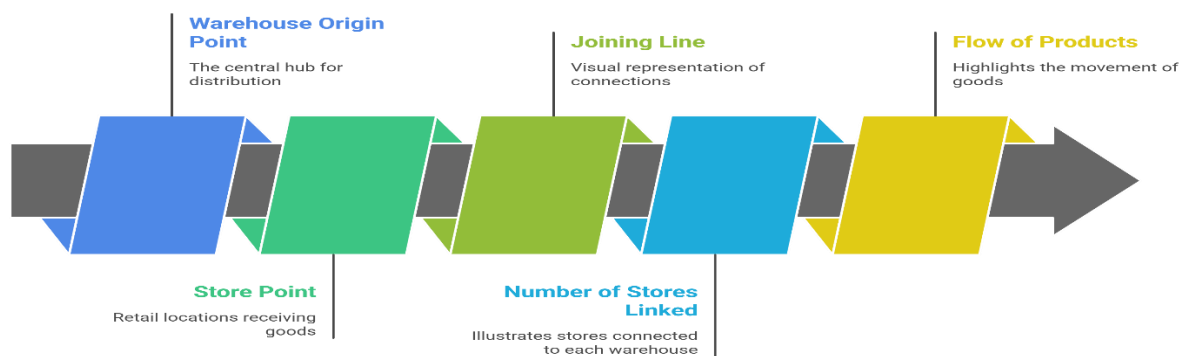 Warehouse Origin
Point
The central hub for
distribution
Store Point
Retail locations receiving
goods
Joining Line
Visual representation of
connections
Number of Stores
Linked
Illustrates stores connected
to each warehouse
Flow of Products
Highlights the movement of
goods